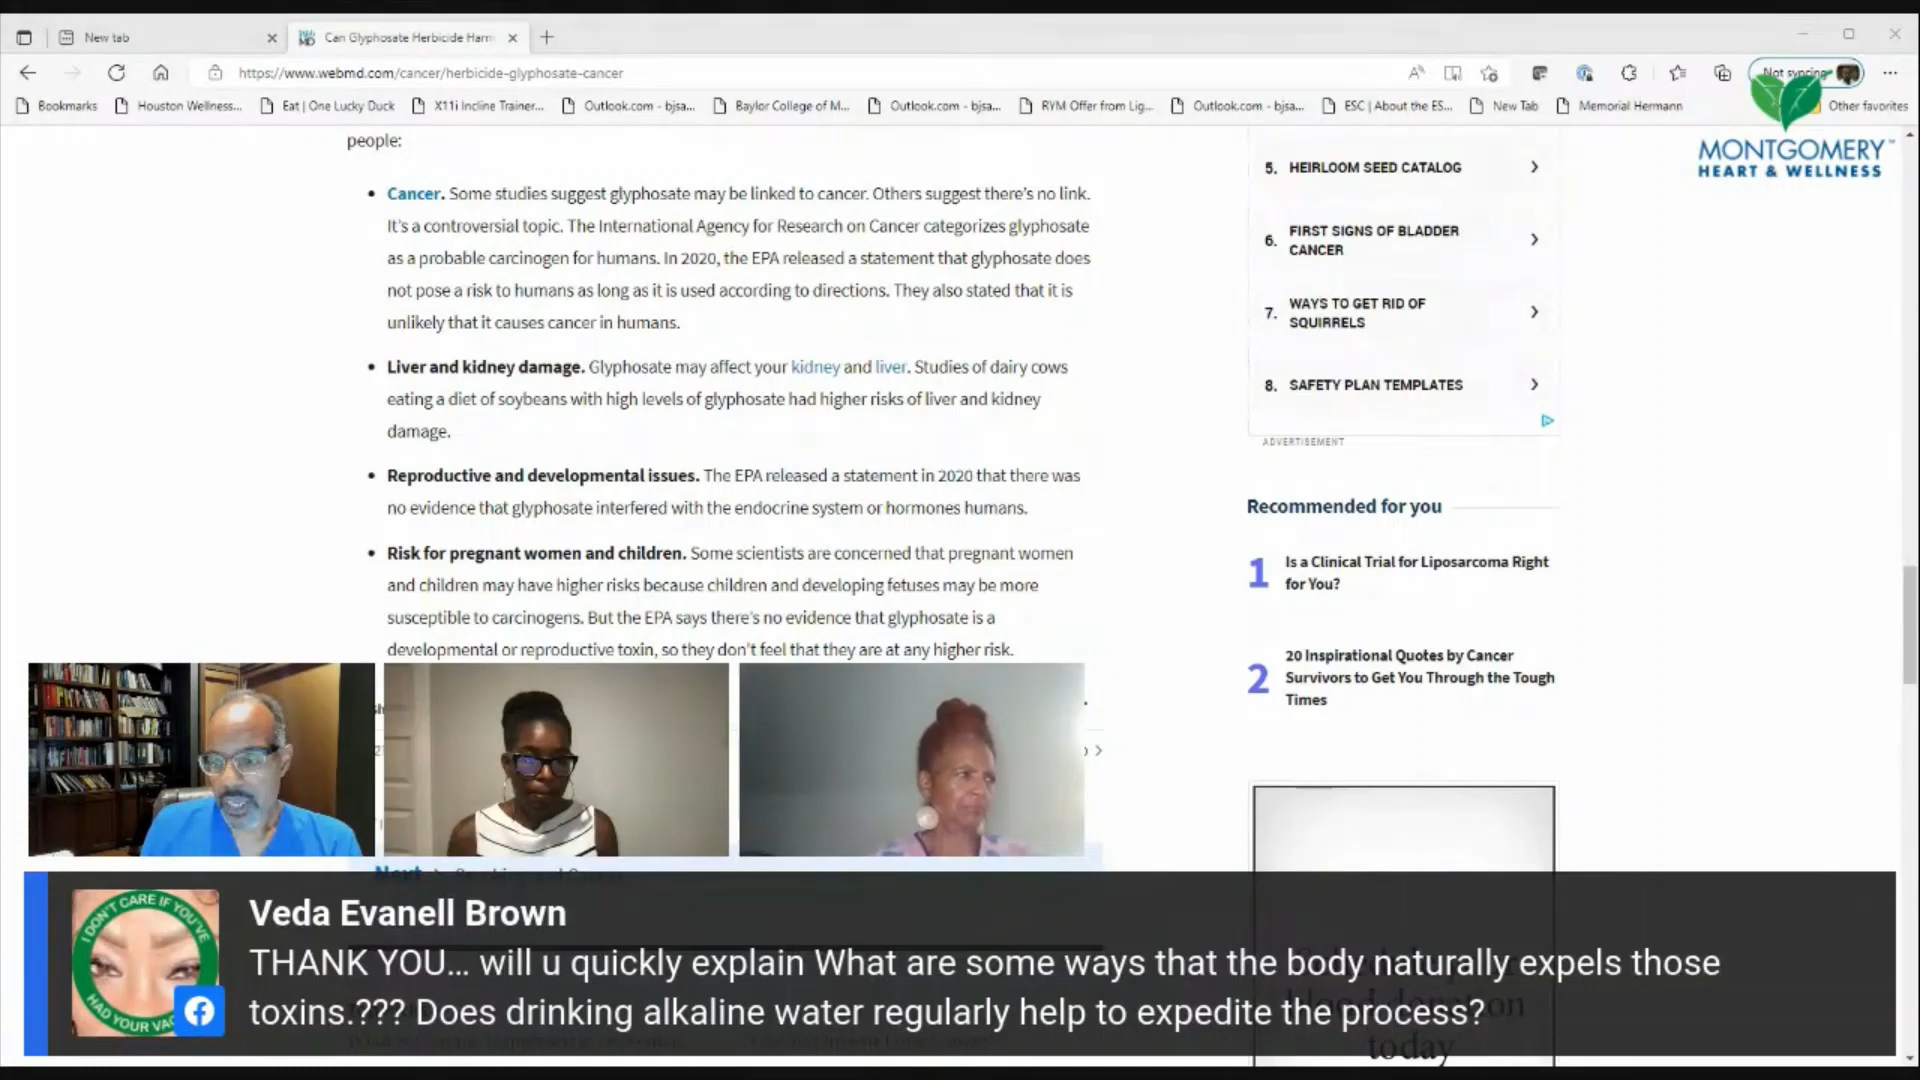 New tab
Can Glyphosate Herbicide Harm
https://www.webmd.com/cancer/herbicide-glyphosate-cancer
Not syncing
Bookmarks
Houston Wellness...
Eat | One Lucky Duck
X11i Incline Trainer...
Outlook.com - bjsa...
Baylor College of M...
Outlook.com - bjsa...
RYM Offer from Lig...
Outlook.com - bjsa...
ESC | About the ES...
New Tab
Memorial Hermann
Other favorites
MONTGOMERY
HEART & WELLNESS
people:
Cancer. Some studies suggest glyphosate may be linked to cancer. Others suggest there's no link.
It's a controversial topic. The International Agency for Research on Cancer categorizes glyphosate
as a probable carcinogen for humans. In 2020, the EPA released a statement that glyphosate does
not pose a risk to humans as long as it is used according to directions. They also stated that it is
unlikely that it causes cancer in humans.
Liver and kidney damage. Glyphosate may affect your kidney and liver. Studies of dairy cows
eating a diet of soybeans with high levels of glyphosate had higher risks of liver and kidney
damage.
Reproductive and developmental issues. The EPA released a statement in 2020 that there was
no evidence that glyphosate interfered with the endocrine system or hormones humans.
Risk for pregnant women and children. Some scientists are concerned that pregnant women
and children may have higher risks because children and developing fetuses may be more
susceptible to carcinogens. But the EPA says there's no evidence that glyphosate is a
developmental or reproductive toxin, so they don't feel that they are at any higher risk.
5. HEIRLOOM SEED CATALOG
6. FIRST SIGNS OF BLADDER
CANCER
7. WAYS TO GET RID OF
SQUIRRELS
8. SAFETY PLAN TEMPLATES
ADVERTISEMENT
Recommended for you
1 Is a Clinical Trial for Liposarcoma Right
for You?
2 20 Inspirational Quotes by Cancer
Survivors to Get You Through the Tough
Times
Next
I DON'T CARE IF YOU'VE
HAD YOUR VAC
Veda Evanell Brown
THANK YOU... will u quickly explain What are some ways that the body naturally expels those
toxins.??? Does drinking alkaline water regularly help to expedite the process?
today